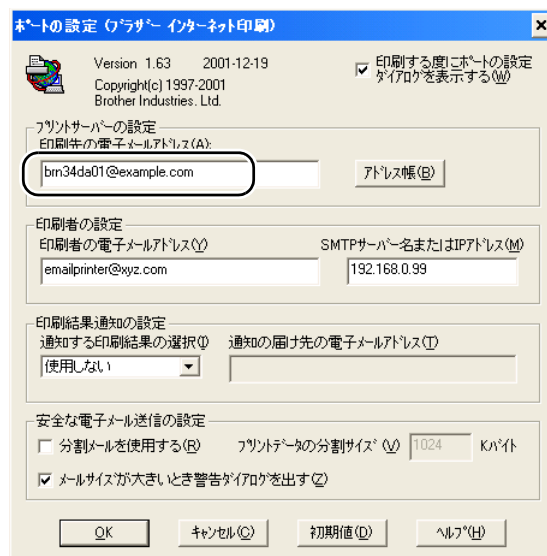 ポートの設定 (ブラザー インターネット印刷)
Version 1.63 2001-12-19
Copyright(c) 1997-2001
Brother Industries. Ltd.
印刷する度にポートの設定
ダイアログを表示する(W)
プリントサーバーの設定
印刷先の電子メールアドレス(A):
brn34da01@example.com
アドレス帳(B)
印刷者の設定
印刷者の電子メールアドレス(Y)
SMTPサーバー名またはIPアドレス(M)
emailprinter@xyz.com
192.168.0.99
印刷結果通知の設定
通知する印刷結果の選択(I)
通知の届け先の電子メールアドレス(T)
使用しない
安全な電子メール送信の設定
分割メールを使用する(R)
プリントデータの分割サイズ (V)
1024
Kバイト
メールサイズが大きいとき警告ダイアログを出す(Z)
OK
キャンセル(C)
初期値(D)
ヘルプ(H)